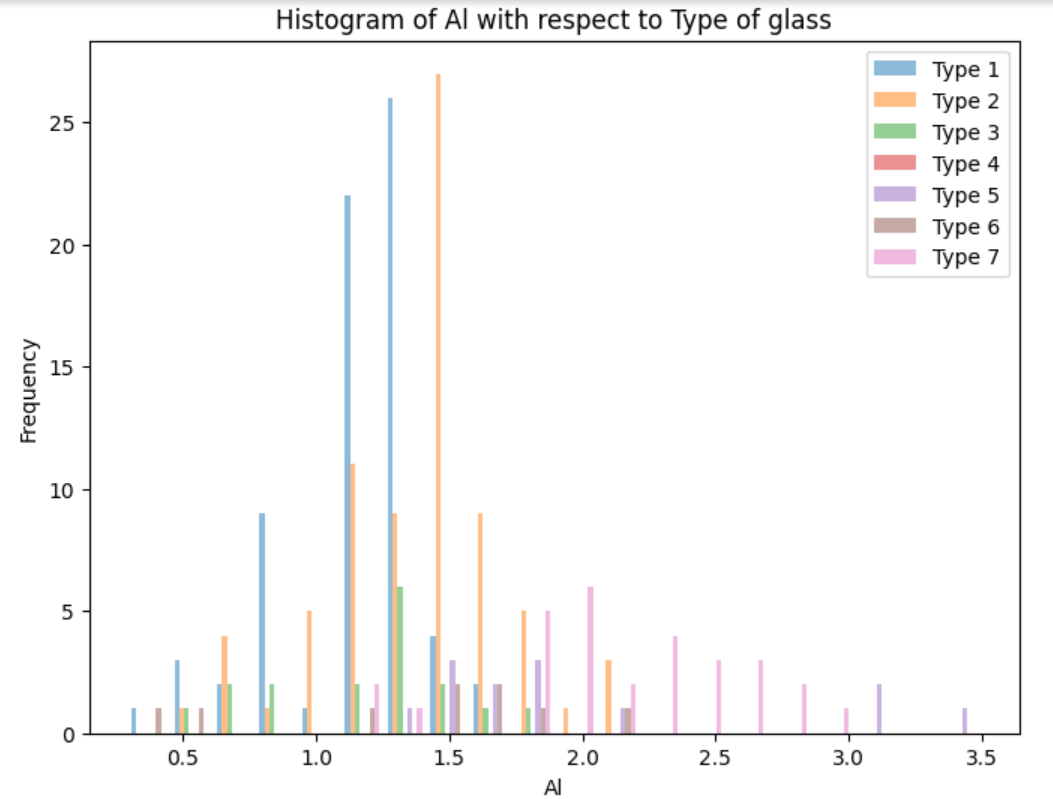 Histogram of Al with respect to Type of glass
Type 1
Type 2
Type 3
Type 4
Type 5
Type 6
Type 7
Frequency
25
20
15
10
5
0
0.5 1.0 1.5 2.0 2.5 3.0 3.5
Al